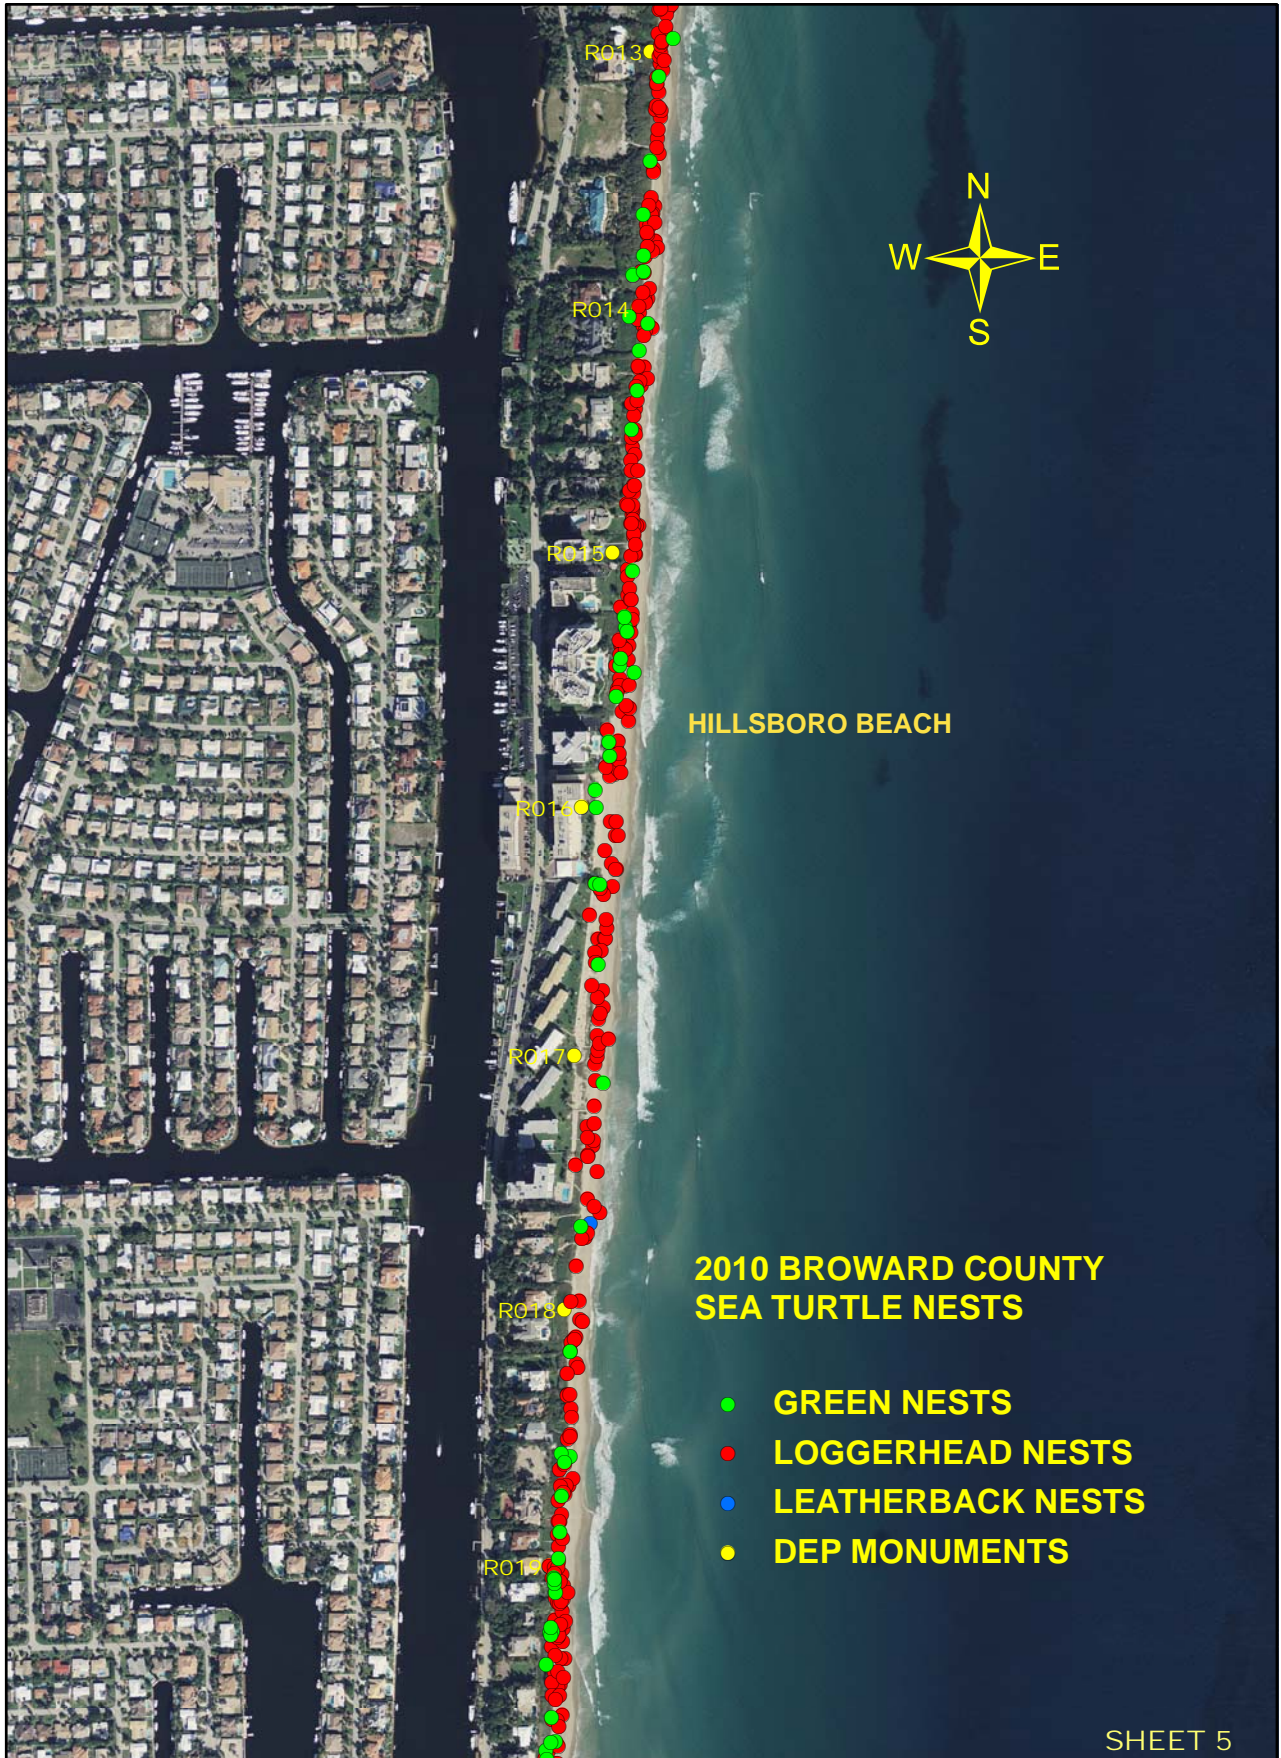 R013
N
W E
R014
S
R015
HILLSBORO BEACH
R016
R017
2010 BROWARD COUNTY
SEA TURTLE NESTS
R018
GREEN NESTS
LOGGERHEAD NESTS
LEATHERBACK NESTS
DEP MONUMENTS
R019
SHEET 5